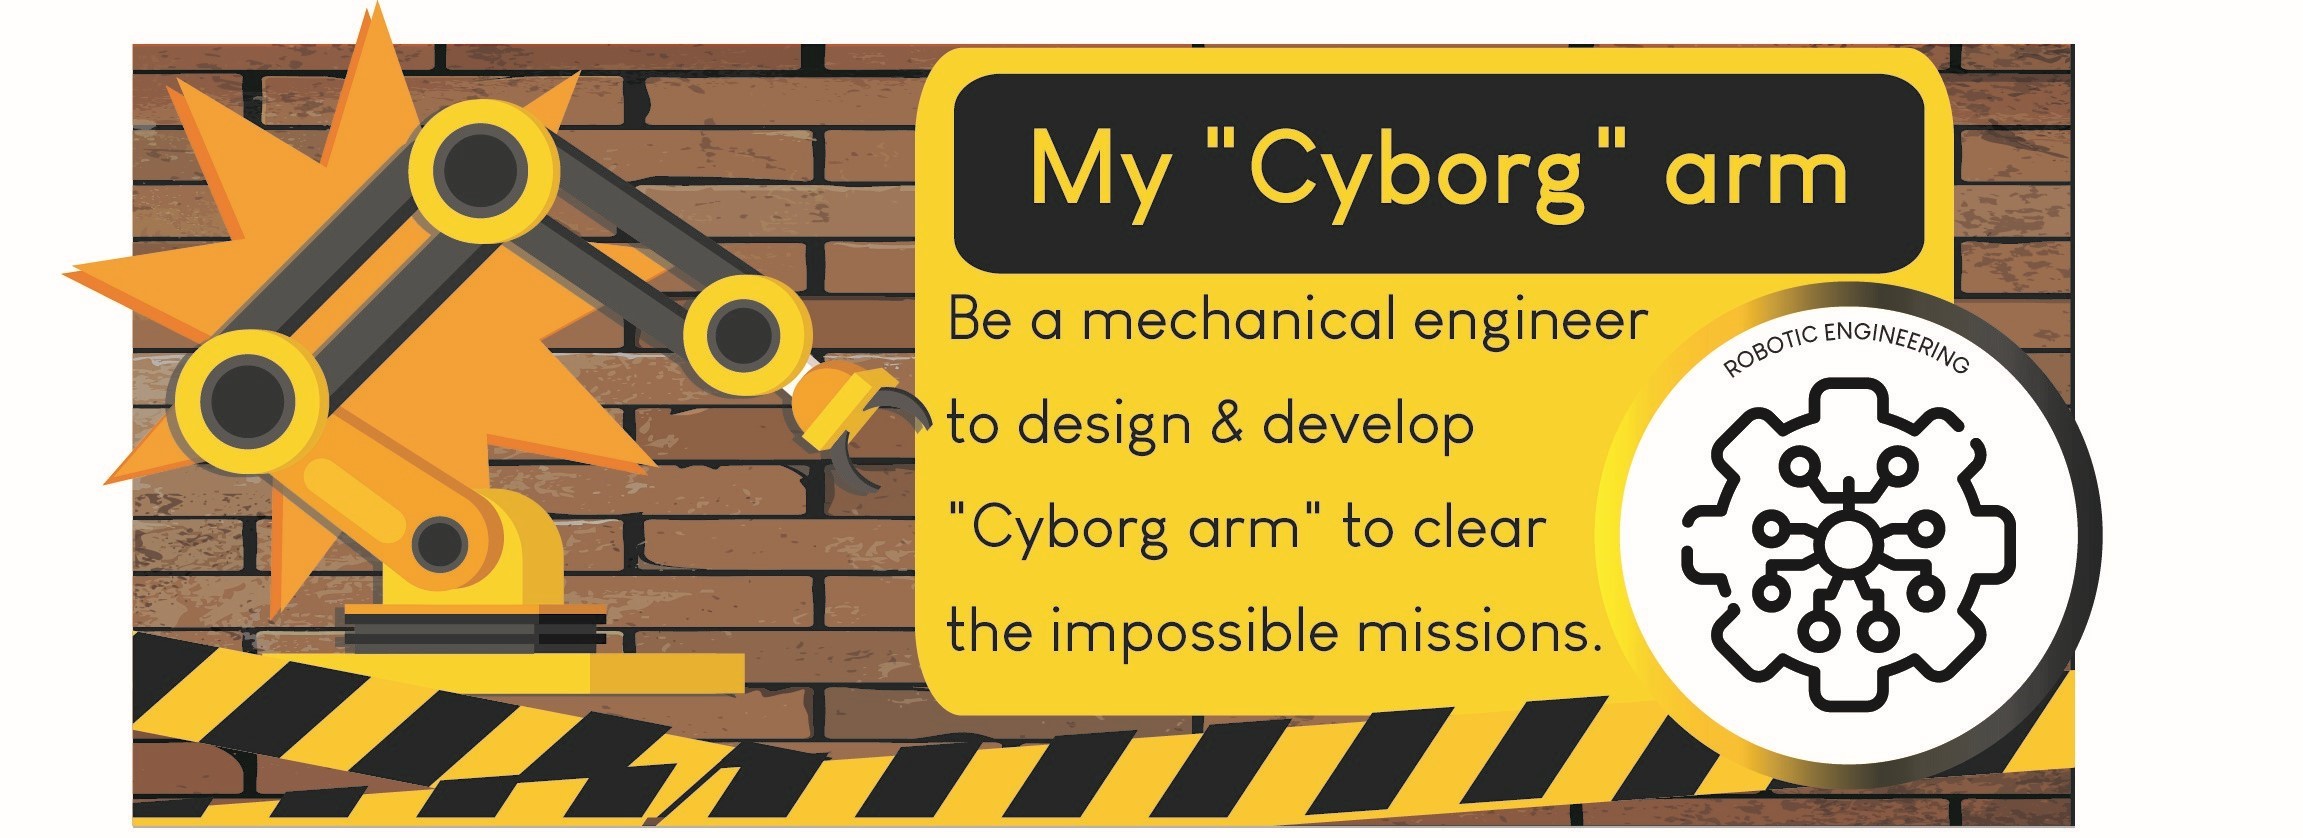 My "Cyborg" arm
Be a mechanical engineer
to design & develop
"Cyborg arm" to clear
the impossible missions.
ROBOTIC ENGINEERING